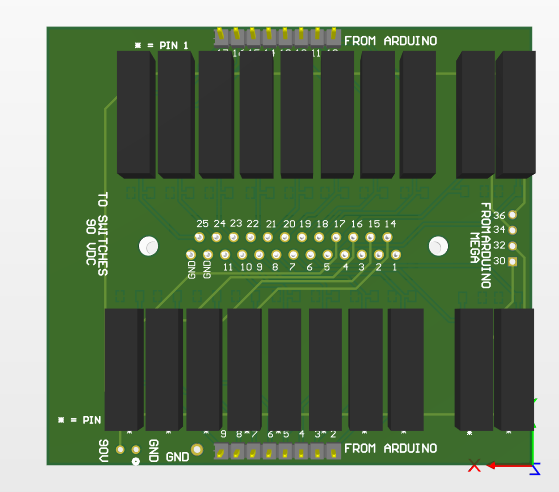 FROM ARDUINO
* = PIN 1
25 24 23 22 21 20 19 18 17 16 15 14
GND GND 11 10 9 8 7 6 5 4 3 2 1
TO SWITCHES
90 VDC
FROM ARDUINO
MEGA
36
34
32
30
* = PIN
9 8 7 6 5 4 3 2
90V
GND
GND
FROM ARDUINO
X
Z